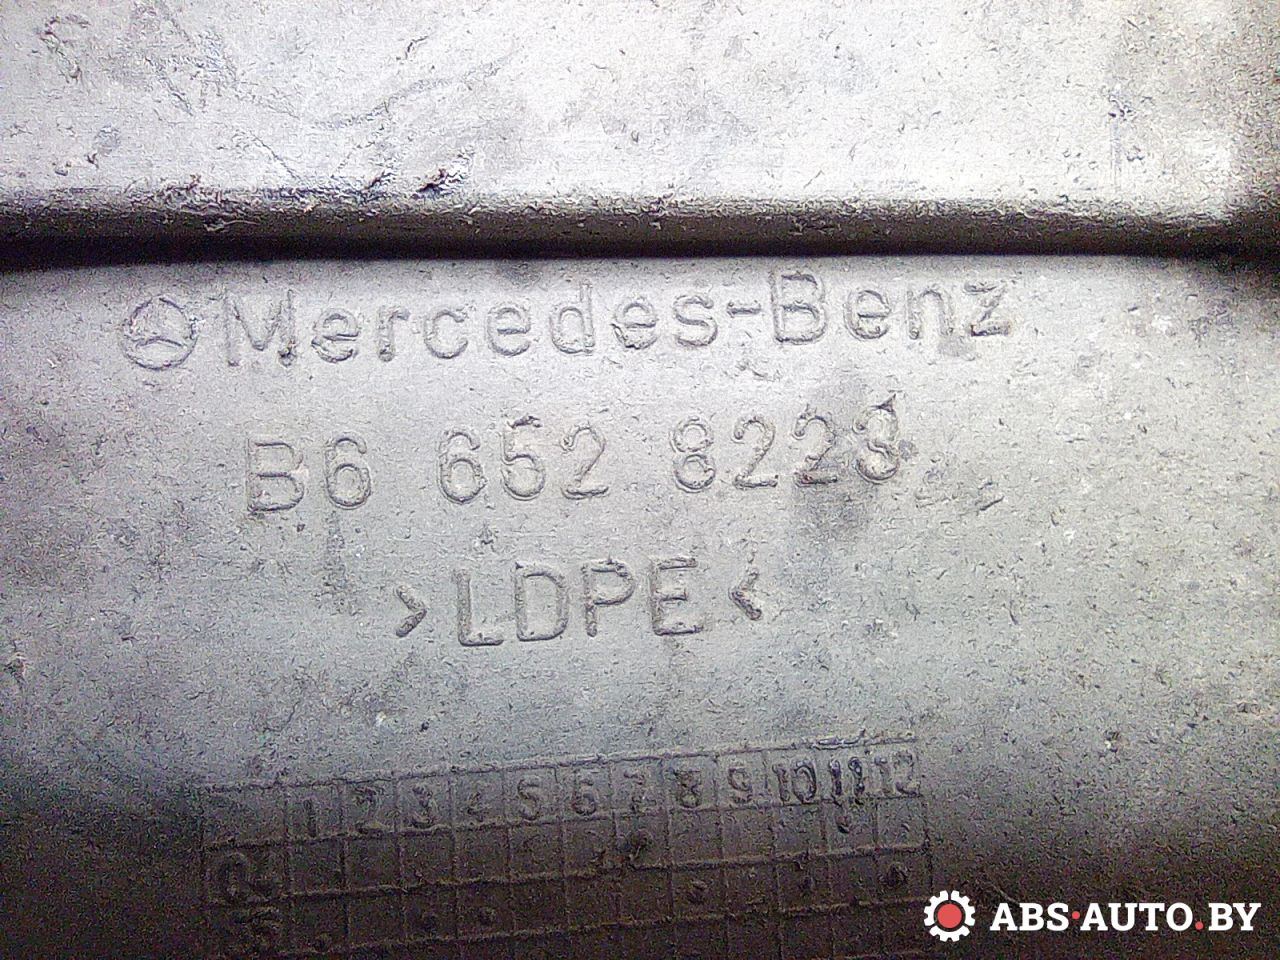 Mercedes-Benz
B6 652 8223
>LDPE<
1 2 3 4 5 6 7 8 9 10 11 12
ABS·AUTO.BY